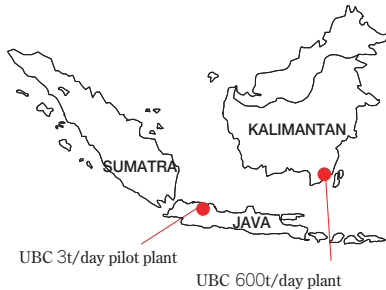 KALIMANTAN
SUMATRA
JAVA
UBC 3t/day pilot plant
UBC 600t/day plant